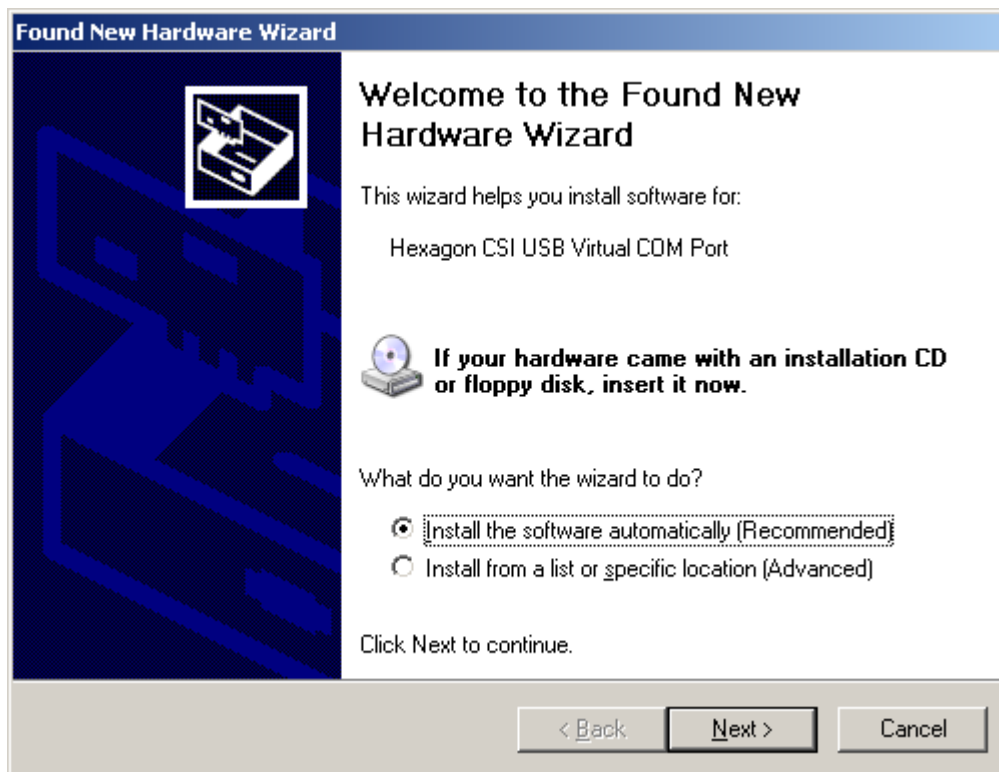 Found New Hardware Wizard
Welcome to the Found New
Hardware Wizard
This wizard helps you install software for:
Hexagon CSI USB Virtual COM Port
If your hardware came with an installation CD
or floppy disk, insert it now.
What do you want the wizard to do?
Install the software automatically (Recommended)
Install from a list or specific location (Advanced)
Click Next to continue.
< Back Next > Cancel